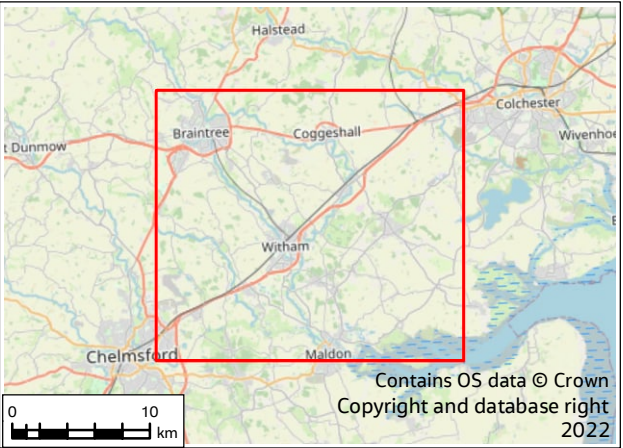 Halstead
Colchester
Braintree
Coggeshall
Wivenhoe
t Dunmow
Witham
Chelmsford
Maldon
Contains OS data © Crown
Copyright and database right
2022
0 10
km